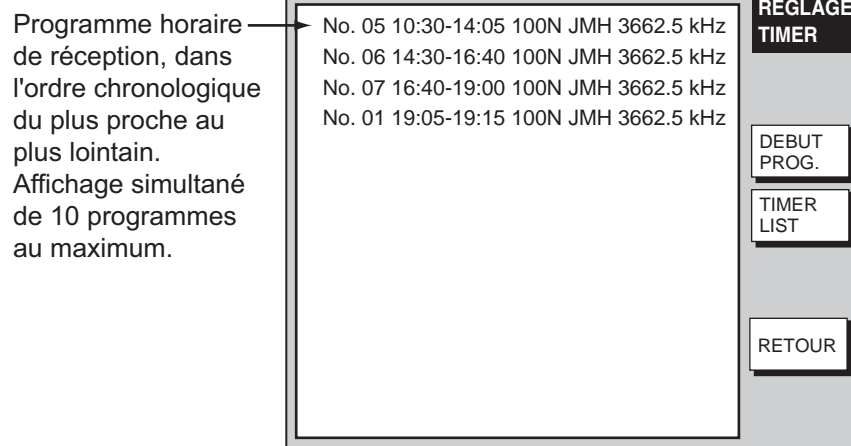 Programme horaire
de réception, dans
l'ordre chronologique
du plus proche au
plus lointain.
Affichage simultané
de 10 programmes
au maximum.
No. 05 10:30-14:05 100N JMH 3662.5 kHz
No. 06 14:30-16:40 100N JMH 3662.5 kHz
No. 07 16:40-19:00 100N JMH 3662.5 kHz
No. 01 19:05-19:15 100N JMH 3662.5 kHz
REGLAGE
TIMER
DEBUT
PROG.
TIMER
LIST
RETOUR